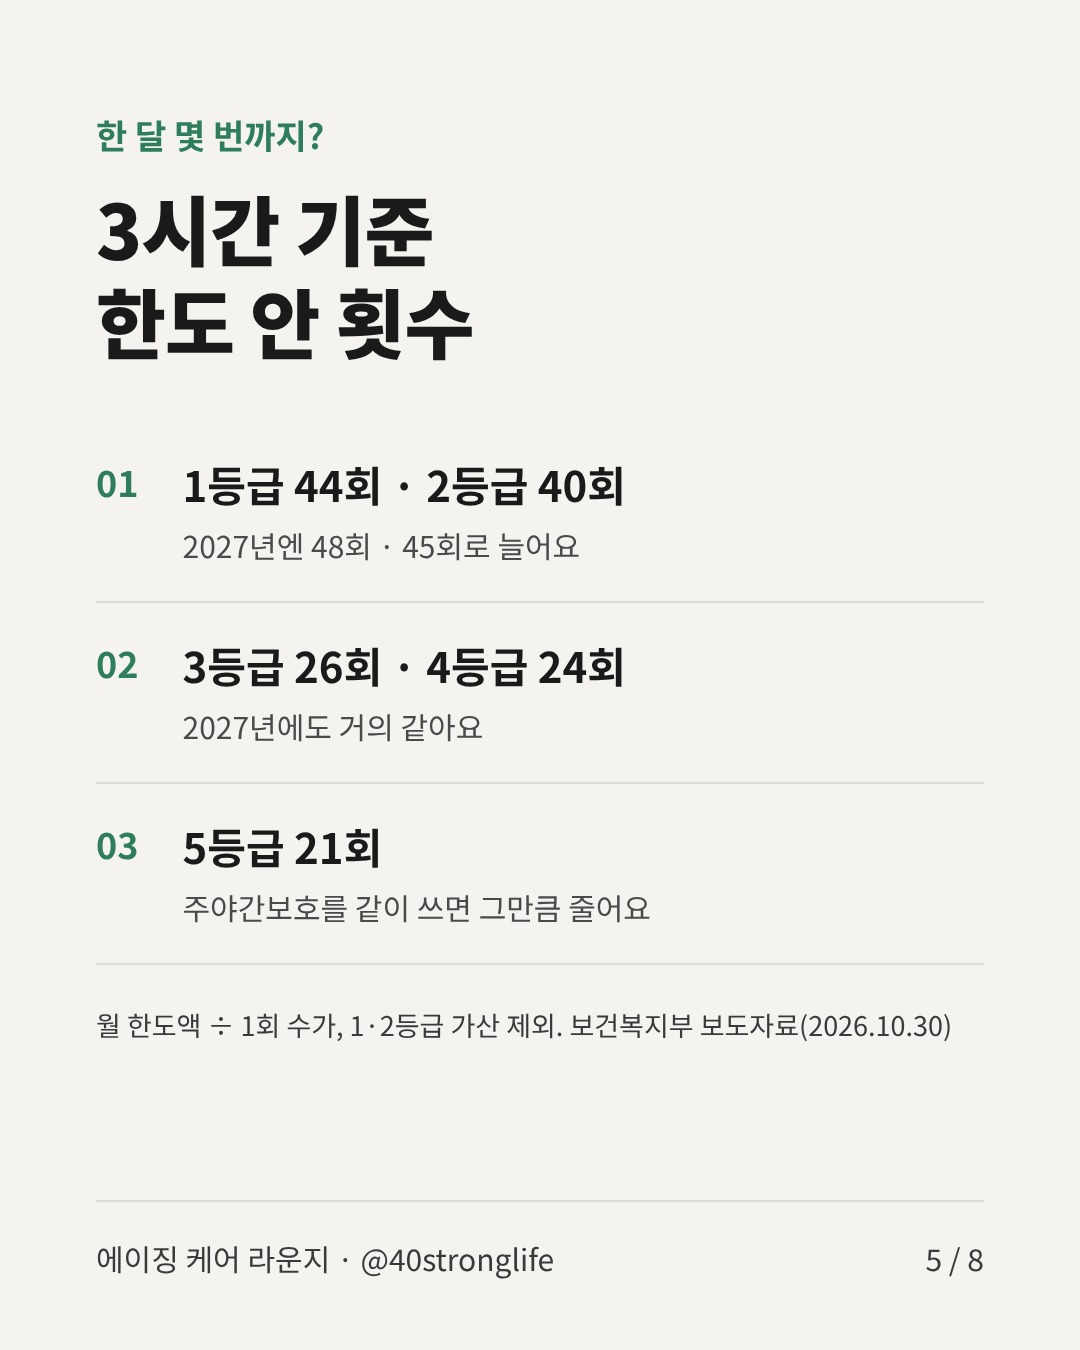 한 달 몇 번까지?
3시간 기준
한도 안 횟수
01 1등급 44회 · 2등급 40회
2027년엔 48회 · 45회로 늘어요
02 3등급 26회 · 4등급 24회
2027년에도 거의 같아요
03 5등급 21회
주야간보호를 같이 쓰면 그만큼 줄어요
월 한도액 ÷ 1회 수가, 1·2등급 가산 제외. 보건복지부 보도자료(2026.10.30)
에이징 케어 라운지 · @40stronglife
5 / 8